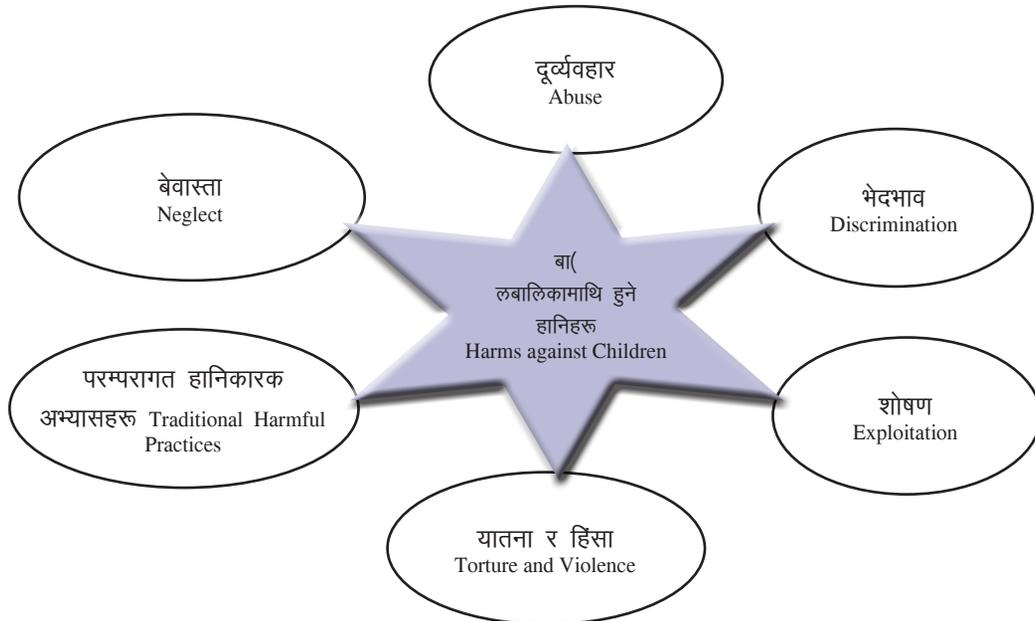 दूर्व्यवहार
Abuse
बेवास्ता
Neglect
भेदभाव
Discrimination
बा(
लबालिकामाथि हुने
हानिहरू
Harms against Children
परम्परागत हानिकारक
अभ्यासहरू Traditional Harmful
Practices
शोषण
Exploitation
यातना र हिंसा
Torture and Violence